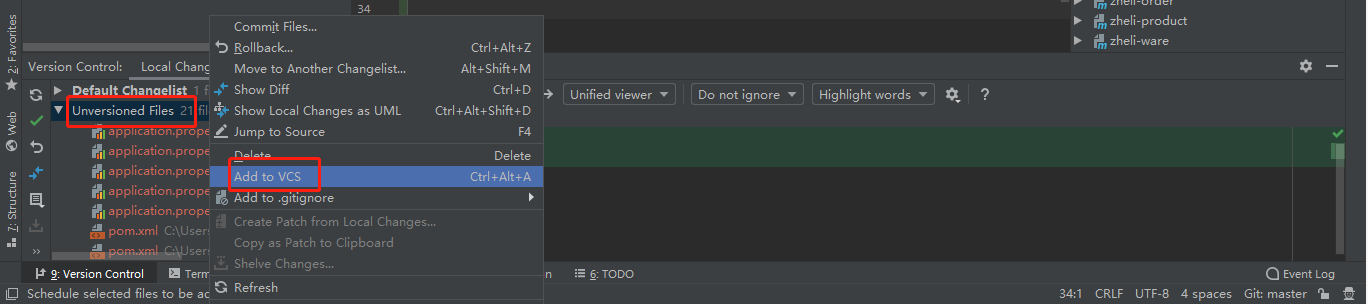 34
zheli-order
zheli-product
zheli-ware
2: Favorites
Web
7: Structure
Version Control:
Local Chang
Default Changelist 1 f
Unversioned Files 21 fil
application.prope
application.prope
application.prope
application.prope
application.prope
pom.xml C:\Users
pom.xml C:\Users
Commit Files...
Rollback... Ctrl+Alt+Z
Move to Another Changelist... Alt+Shift+M
Show Diff Ctrl+D
Show Local Changes as UML Ctrl+Alt+Shift+D
Jump to Source F4
Delete... Delete
Add to VCS Ctrl+Alt+A
Add to .gitignore
Create Patch from Local Changes...
Copy as Patch to Clipboard
Shelve Changes...
Refresh
Unified viewer
Do not ignore
Highlight words
?
9: Version Control
Term
n
6: TODO
Event Log
Schedule selected files to be ad
34:1 CRLF UTF-8 4 spaces Git: master